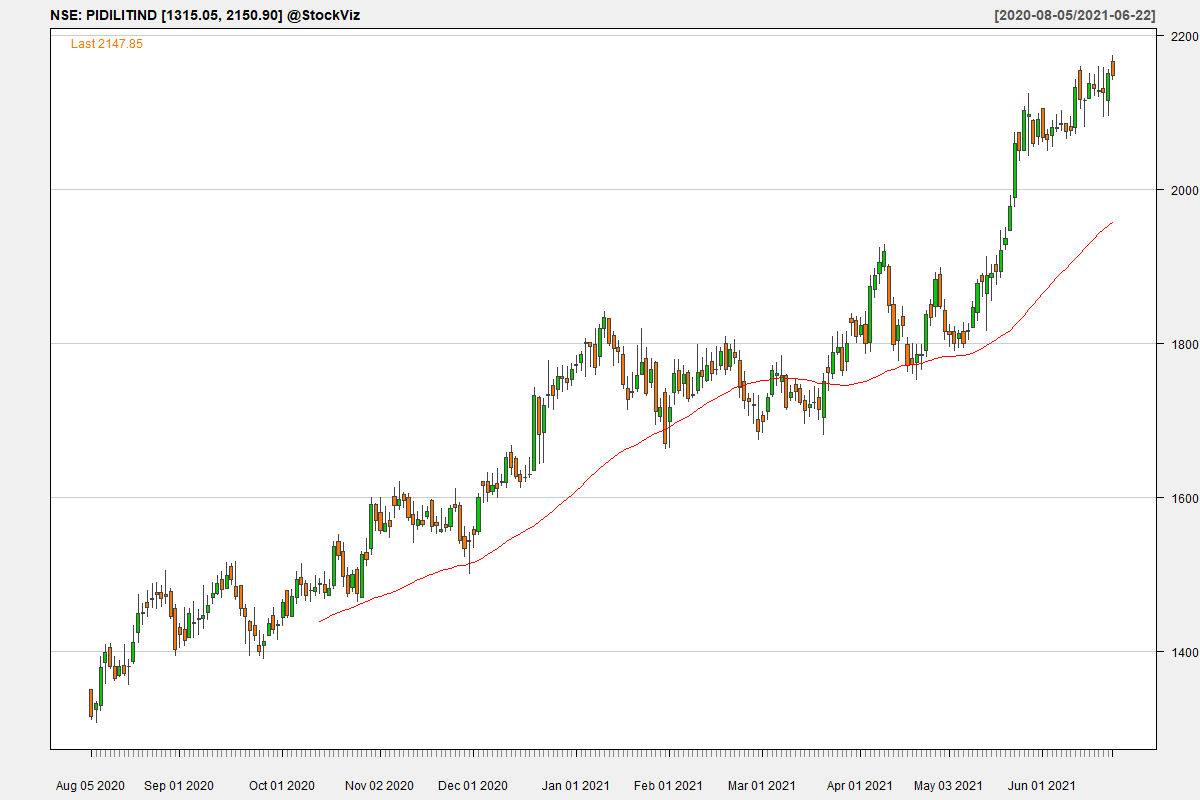 NSE: PIDILITIND [1315.05, 2150.90] @StockViz [2020-08-05/2021-06-22]
Last 2147.85
2200
2000
1800
1600
1400
Aug 05 2020 Sep 01 2020 Oct 01 2020 Nov 02 2020 Dec 01 2020 Jan 01 2021 Feb 01 2021 Mar 01 2021 Apr 01 2021 May 03 2021 Jun 01 2021